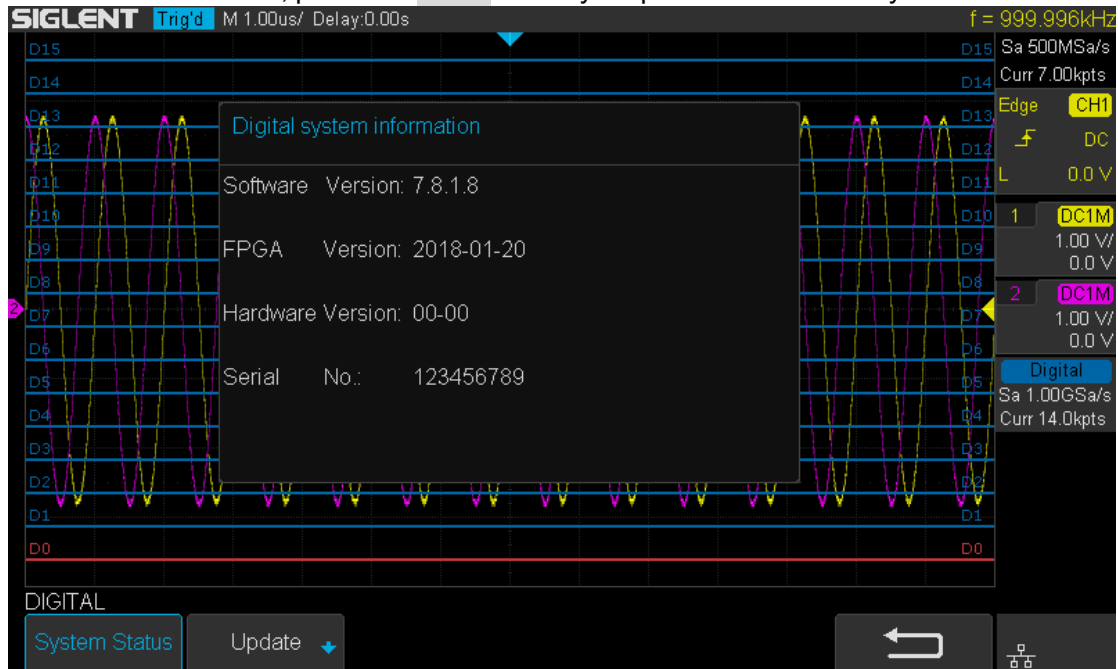 SIGLENT Trig'd M 1.00us/ Delay:0.00s f = 999.996kHz
D15 D15 Sa 500MSa/s
D14 D14 Curr 7.00kpts
D13 D13 Edge CH1
Digital system information
D12 D12 DC
D11 D11 L 0.0 V
Software Version: 7.8.1.8
D10 D10 1 DC1M
D9 D9 1.00 V/
FPGA Version: 2018-01-20
0.0 V
D8 D8 2 DC1M
2 D7 D7 1.00 V/
Hardware Version: 00-00
D6 D6 0.0 V
D5 D5 Digital
Serial No.: 123456789
Sa 1.00GSa/s
D4 D4 Curr 14.0kpts
D3 D3
D2 D2
D1 D1
D0 D0
DIGITAL
System Status Update